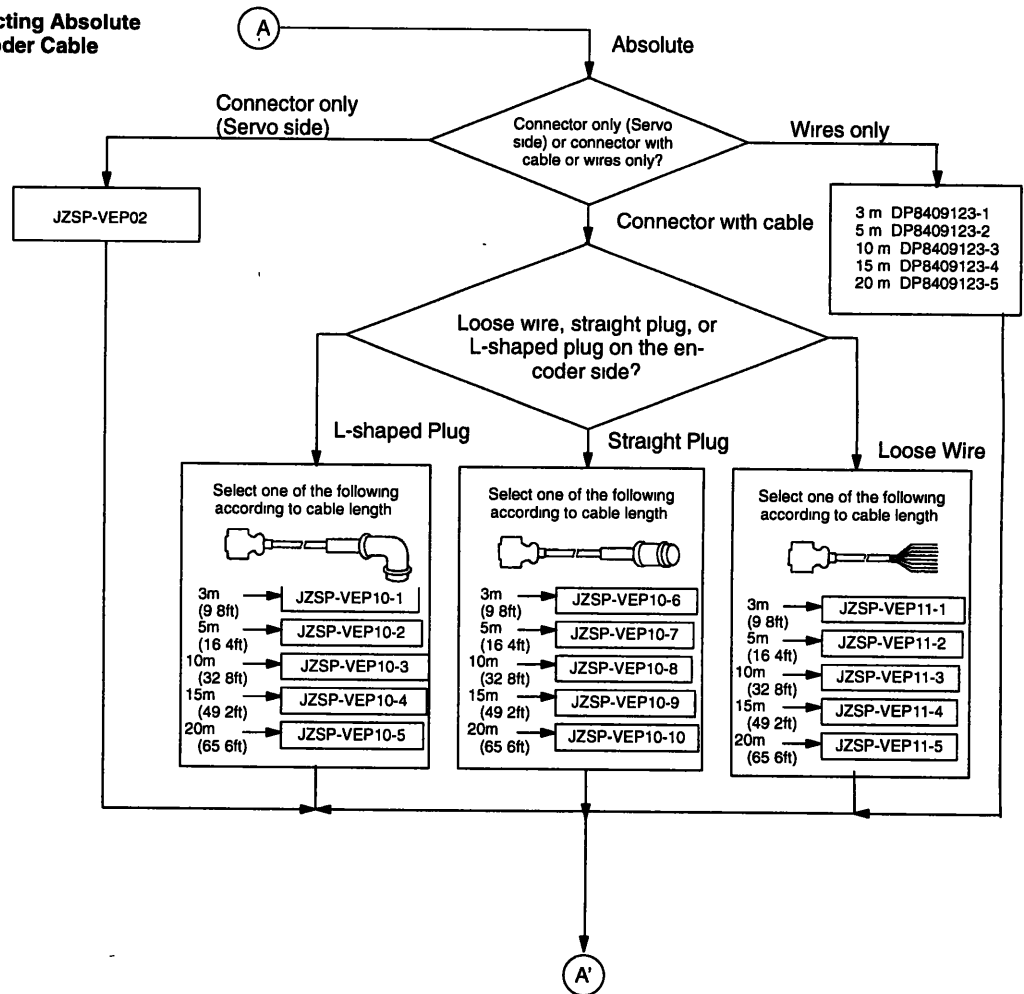 cting Absolute
oder Cable
A
Absolute
Connector only
(Servo side)
Connector only (Servo
side) or connector with
cable or wires only?
Wires only
JZSP-VEP02
3 m DP8409123-1
5 m DP8409123-2
10 m DP8409123-3
15 m DP8409123-4
20 m DP8409123-5
Connector with cable
Loose wire, straight plug, or
L-shaped plug on the en-
coder side?
L-shaped Plug
Straight Plug
Loose Wire
Select one of the following
according to cable length
3m
(9 8ft)
JZSP-VEP10-1
5m
(16 4ft)
JZSP-VEP10-2
10m
(32 8ft)
JZSP-VEP10-3
15m
(49 2ft)
JZSP-VEP10-4
20m
(65 6ft)
JZSP-VEP10-5
Select one of the following
according to cable length
3m
(9 8ft)
JZSP-VEP10-6
5m
(16 4ft)
JZSP-VEP10-7
10m
(32 8ft)
JZSP-VEP10-8
15m
(49 2ft)
JZSP-VEP10-9
20m
(65 6ft)
JZSP-VEP10-10
Select one of the following
according to cable length
3m
(9 8ft)
JZSP-VEP11-1
5m
(16 4ft)
JZSP-VEP11-2
10m
(32 8ft)
JZSP-VEP11-3
15m
(49 2ft)
JZSP-VEP11-4
20m
(65 6ft)
JZSP-VEP11-5
A'